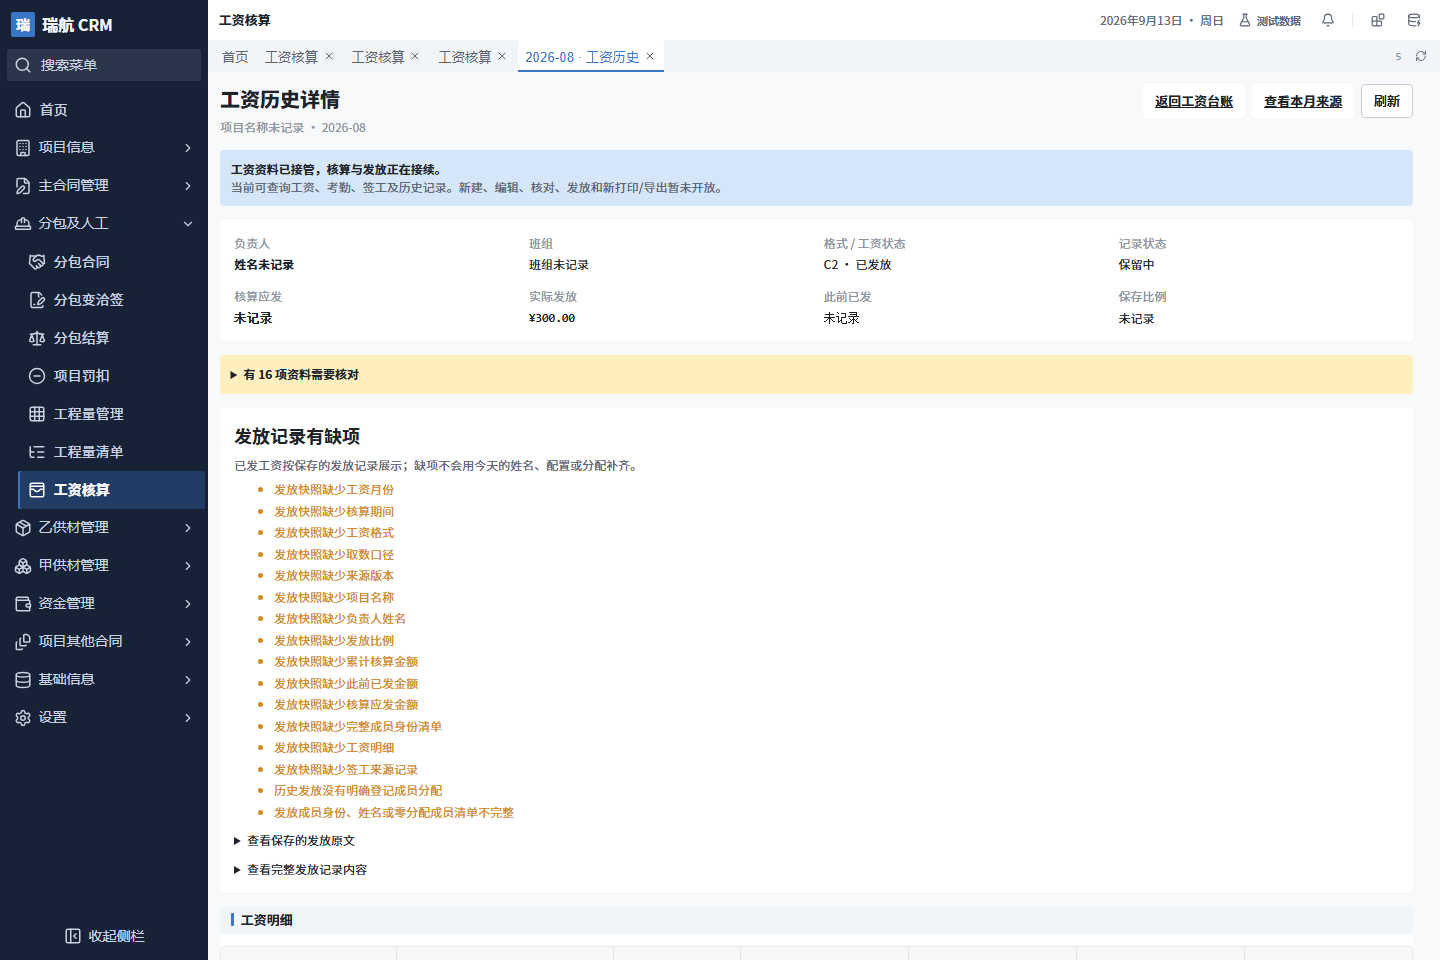 瑞 瑞航 CRM
搜索菜单
首页
项目信息
主合同管理
分包及人工
分包合同
分包变洽签
分包结算
项目罚扣
工程量管理
工程量清单
工资核算
乙供材管理
甲供材管理
资金管理
项目其他合同
基础信息
设置
收起侧栏
工资核算
2026年9月13日 • 周日 测试数据
首页 工资核算 工资核算 工资核算 2026-08 · 工资历史 5
工资历史详情
返回工资台账 查看本月来源 刷新
项目名称未记录 • 2026-08
工资资料已接管，核算与发放正在接续。
当前可查询工资、考勤、签工及历史记录。新建、编辑、核对、发放和新打印/导出暂未开放。
负责人 班组 格式 / 工资状态 记录状态
姓名未记录 班组未记录 C2 • 已发放 保留中
核算应发 实际发放 此前已发 保存比例
未记录 ¥300.00 未记录 未记录
有 16 项资料需要核对
发放记录有缺项
已发工资按保存的发放记录展示；缺项不会用今天的姓名、配置或分配补齐。
发放快照缺少工资月份
发放快照缺少核算期间
发放快照缺少工资格式
发放快照缺少取数口径
发放快照缺少来源版本
发放快照缺少项目名称
发放快照缺少负责人姓名
发放快照缺少发放比例
发放快照缺少累计核算金额
发放快照缺少此前已发金额
发放快照缺少核算应发金额
发放快照缺少完整成员身份清单
发放快照缺少工资明细
发放快照缺少签工来源记录
历史发放没有明确登记成员分配
发放成员身份、姓名或零分配成员清单不完整
查看保存的发放原文
查看完整发放记录内容
工资明细